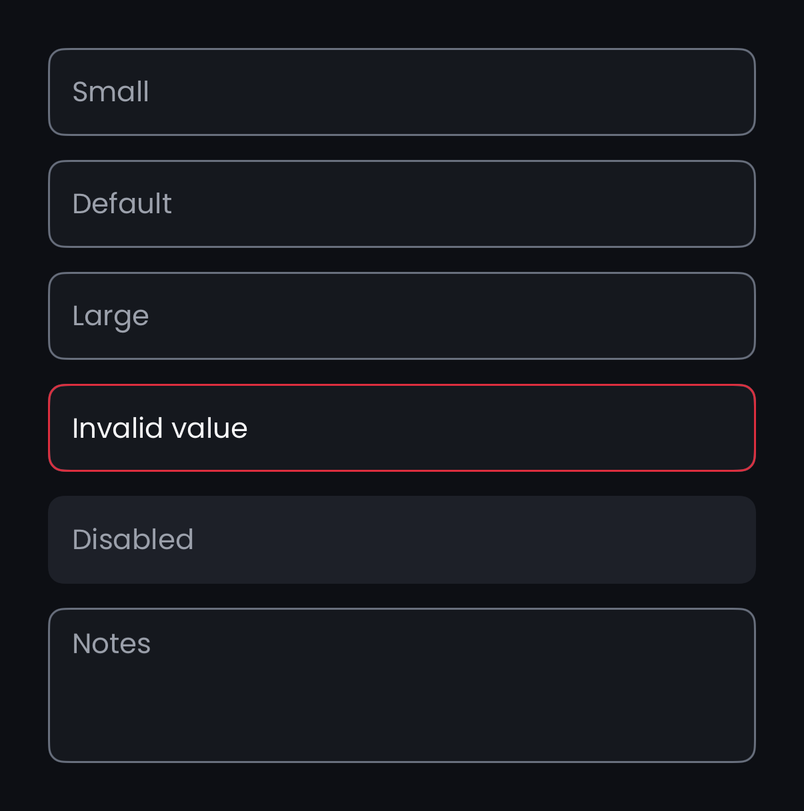 Small
Default
Large
Invalid value
Disabled
Notes